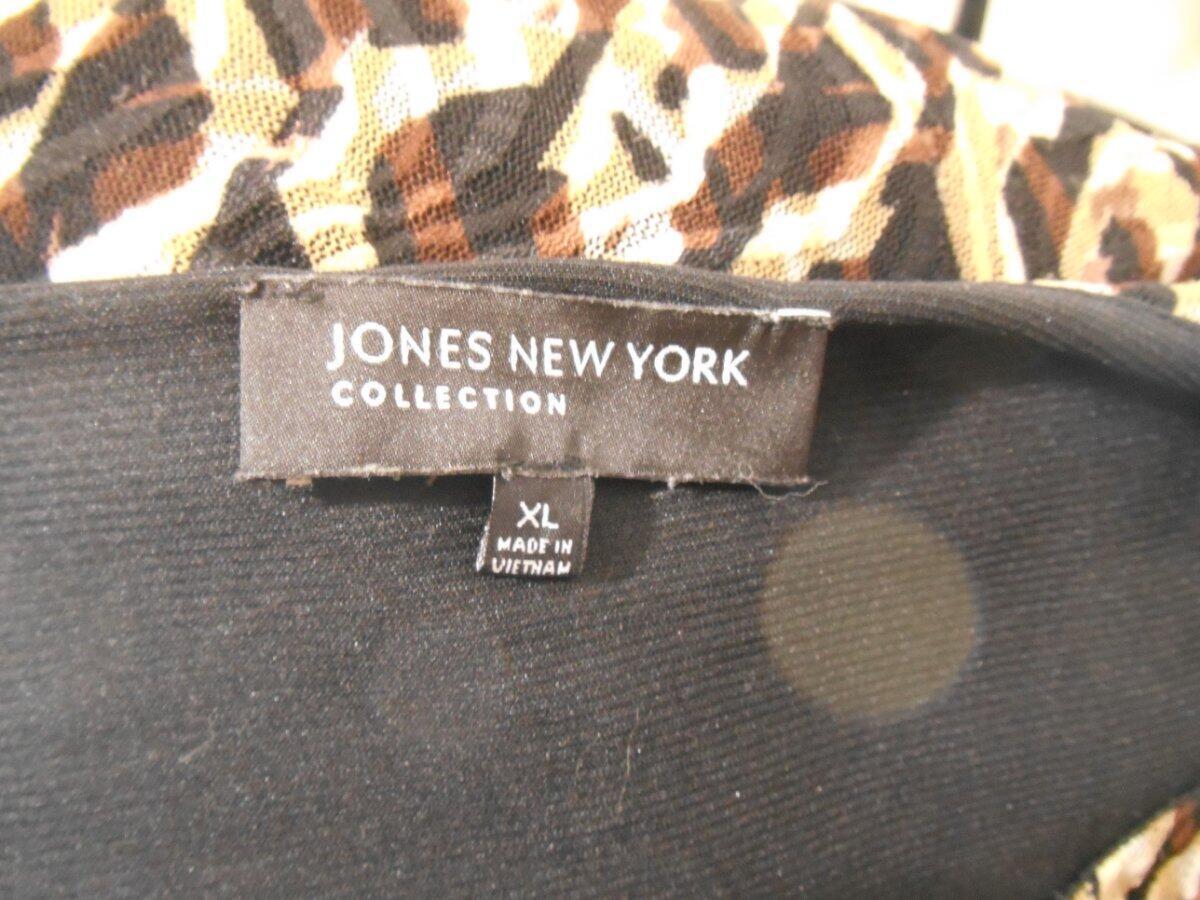 JONES NEW YORK
COLLECTION
XL
MADE IN
VIETNAM